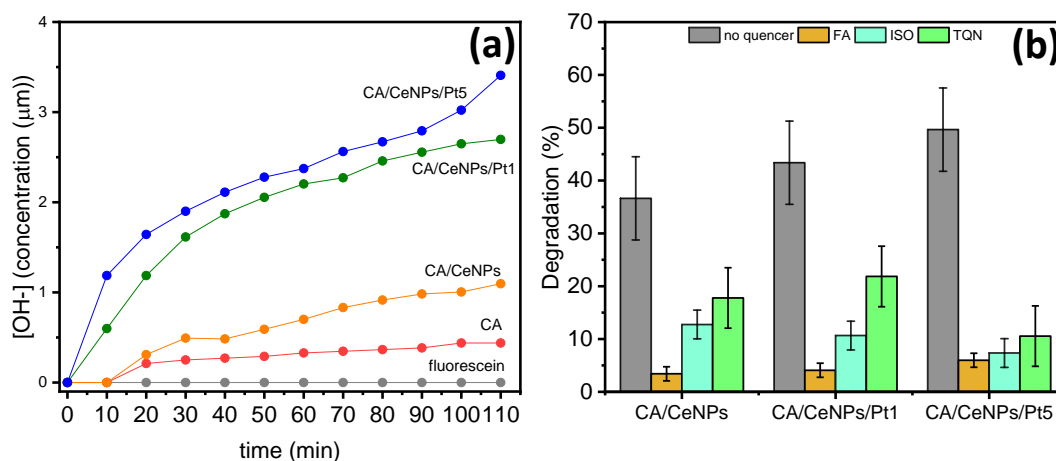 (a)
[OH-] (concentration (μm))
4
3
2
1
0
CA/CeNPs/Pt5
CA/CeNPs/Pt1
CA/CeNPs
CA
fluorescein
0 10 20 30 40 50 60 70 80 90 100 110
time (min)
(b)
no quencer FA ISO TQN
Degradation (%)
70
60
50
40
30
20
10
0
CA/CeNPs CA/CeNPs/Pt1 CA/CeNPs/Pt5